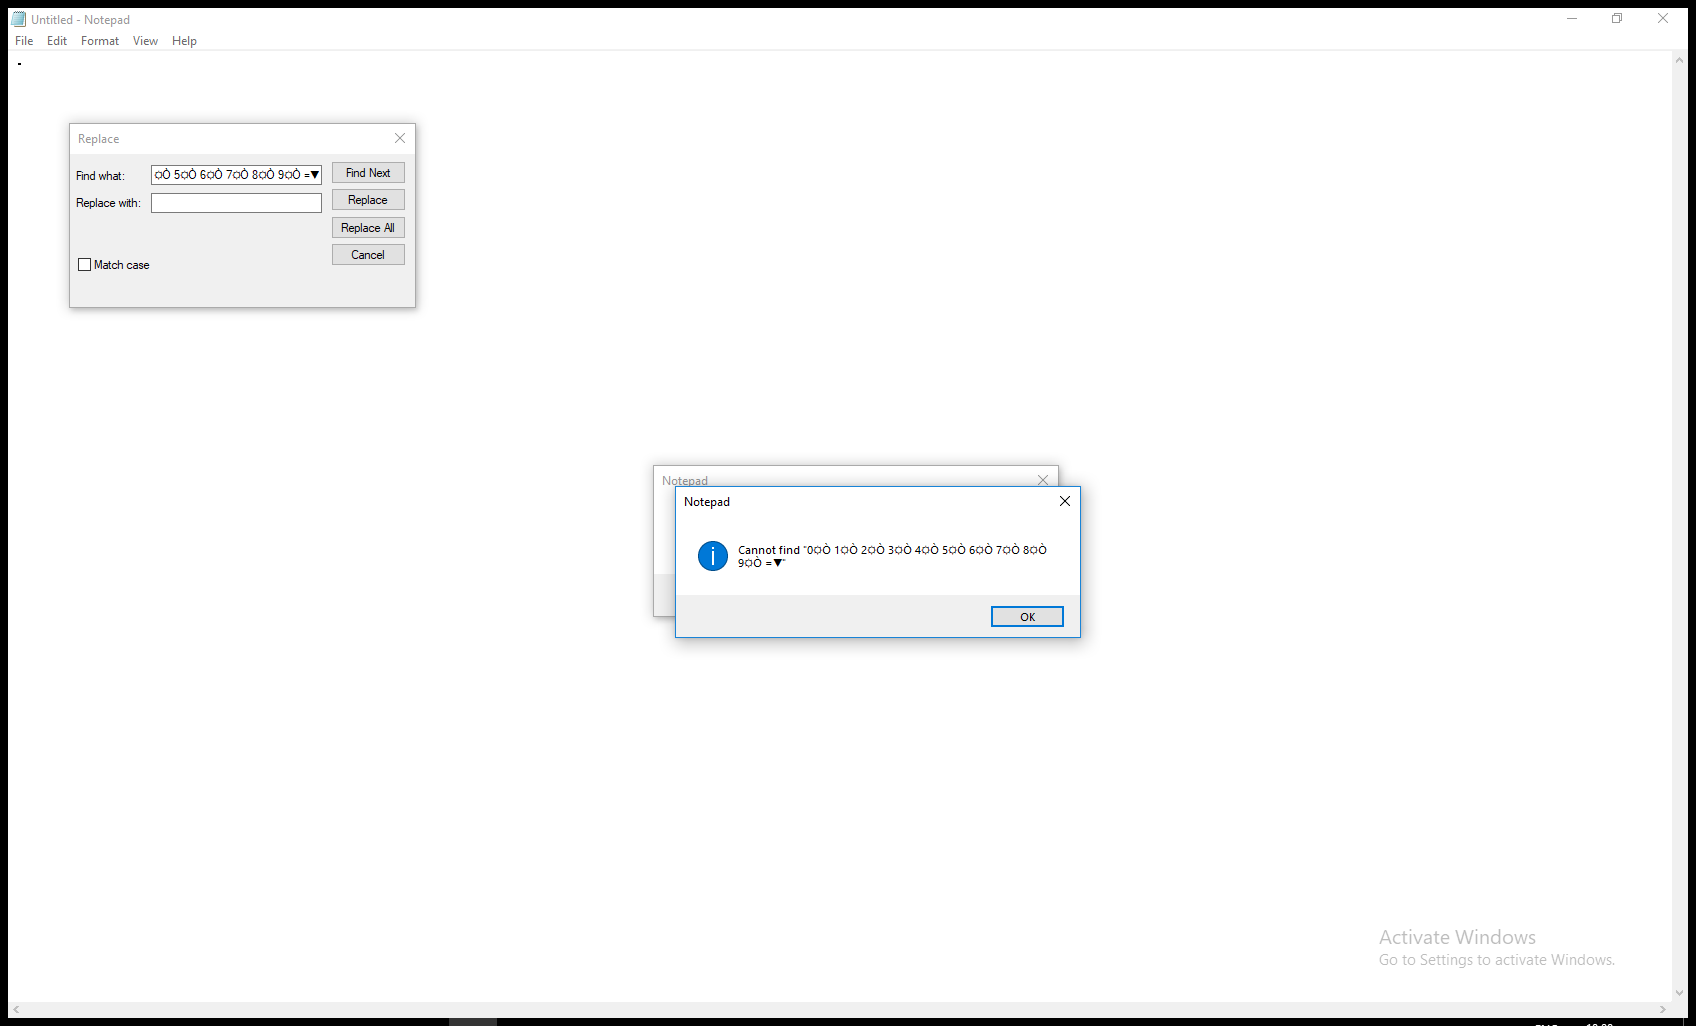 Untitled - Notepad
File Edit Format View Help
-
Replace
Find what: ¤Ò 5¤Ò 6¤Ò 7¤Ò 8¤Ò 9¤Ò =▼ Find Next
Replace with: Replace
Replace All
Cancel
Match case
Notepad
Notepad
Cannot find "0¤Ò 1¤Ò 2¤Ò 3¤Ò 4¤Ò 5¤Ò 6¤Ò 7¤Ò 8¤Ò
9¤Ò =▼"
OK
Activate Windows
Go to Settings to activate Windows.